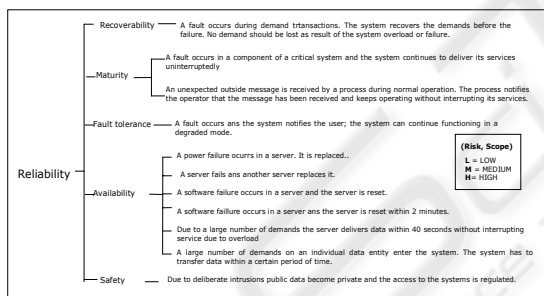 Reliability
Recoverability
A fault occurs during demand trtansactions. The system recovers the demands before the
failure. No demand should be lost as result of the system overload or failure.
Maturity
A fault occurs in a component of a critical system and the system continues to deliver its services
uninterruptedly
An unexpected outside message is received by a process during normal operation. The process notifies
the operator that the message has been received and keeps operating without interrupting its services.
Fault tolerance
A fault occurs ans the system notifies the user; the system can continue functioning in a
degraded mode.
Availability
A power failure ocurrs in a server. It is replaced..
A server fails ans another server replaces it.
A software failure occurs in a server and the server is reset.
A software faillure occurs in a server ans the server is reset within 2 minutes.
Due to a large number of demands the server delivers data within 40 seconds without interrupting
service due to overload
A large number of demands on an individual data entity enter the system. The system has to
transfer data within a certain period of time.
Safety
Due to deliberate intrusions public data become private and the access to the systems is regulated.
(Risk, Scope)
L = LOW
M = MEDIUM
H= HIGH